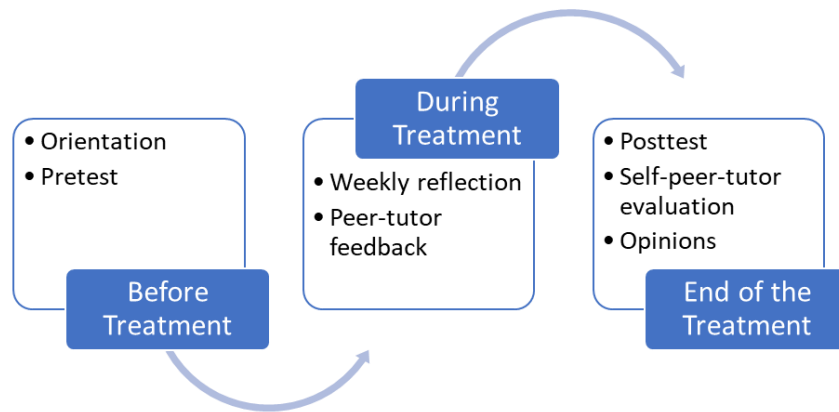 • Orientation
• Pretest
Before
Treatment
During
Treatment
• Weekly reflection
• Peer-tutor
feedback
• Posttest
• Self-peer-tutor
evaluation
• Opinions
End of the
Treatment